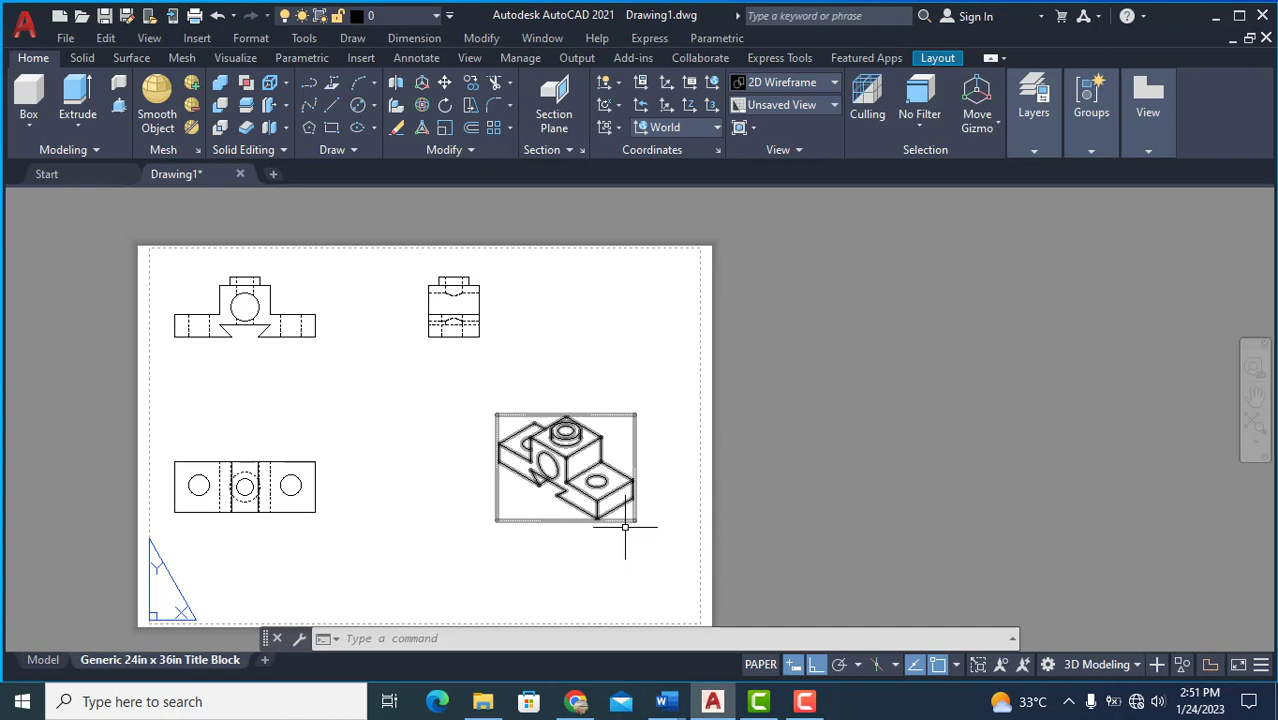 0 Autodesk AutoCAD 2021 Drawing1.dwg Type a keyword or phrase Sign In
File Edit View Insert Format Tools Draw Dimension Modify Window Help Express Parametric
Home Solid Surface Mesh Visualize Parametric Insert Annotate View Manage Output Add-ins Collaborate Express Tools Featured Apps Layout
Box Extrude Smooth Object Section Plane 2D Wireframe Unsaved View World Culling No Filter Move Gizmo Layers Groups View
Modeling Mesh Solid Editing Draw Modify Section Coordinates View Selection
Start Drawing1*
Y
X
Type a command
Model Generic 24in x 36in Title Block PAPER 3D Modeling
Type here to search 33°C 2:51 PM
1/24/2023